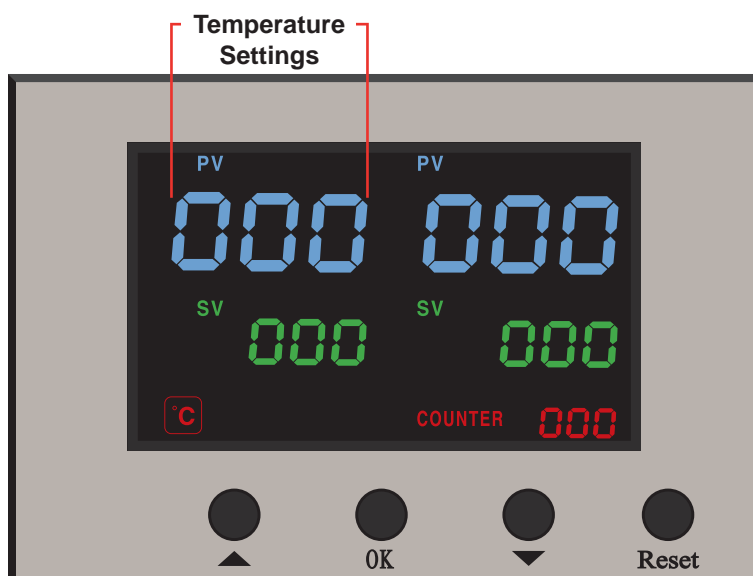 Temperature
Settings
PV PV
000 000
SV SV
000 000
°C COUNTER 000
OK Reset